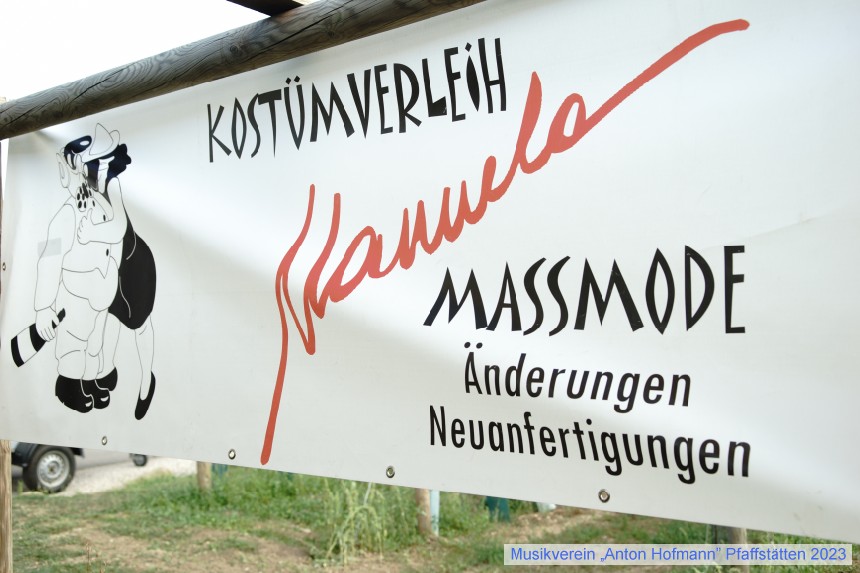 KOSTÜMVERLEiH
Manuela
MASSMODE
Änderungen
Neuanfertigungen
Musikverein „Anton Hofmann” Pfaffstätten 2023